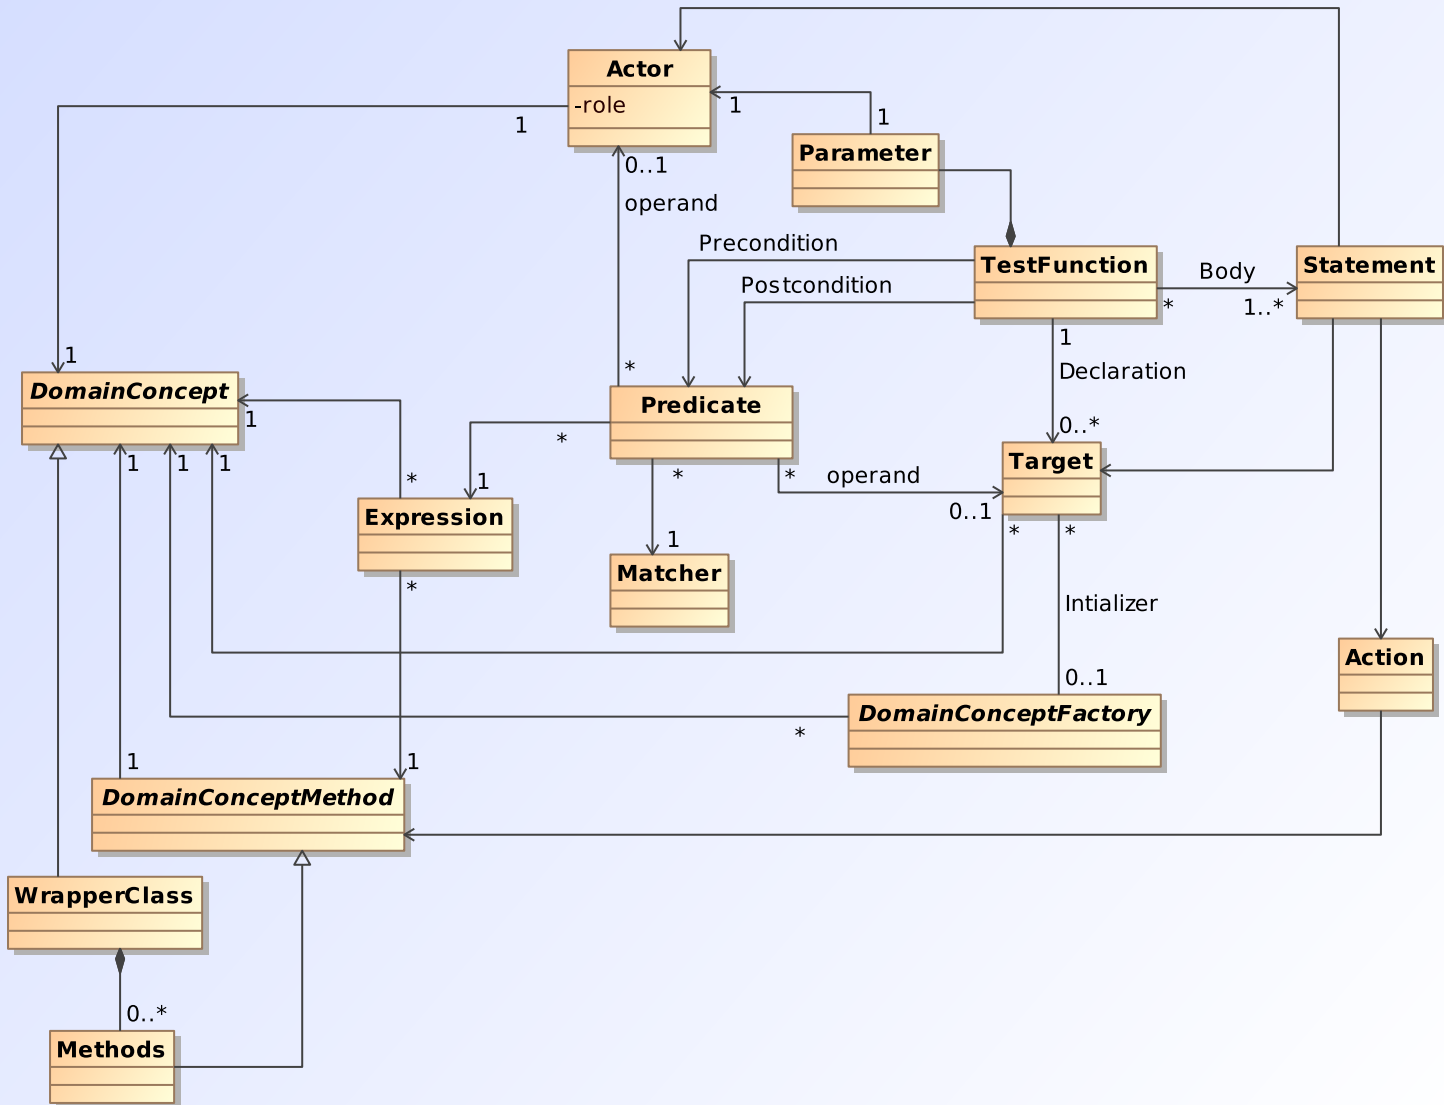 Actor
-role
1
1
1
Parameter
0..1
operand
Precondition
TestFunction
Body
Statement
Postcondition
*
1..*
1
1
Declaration
*
DomainConcept
Predicate
1
0..*
*
Target
1
1
1
*
1
*
*
operand
Expression
0..1
*
*
1
Matcher
*
Intializer
Action
0..1
DomainConceptFactory
*
1
1
DomainConceptMethod
WrapperClass
0..*
Methods